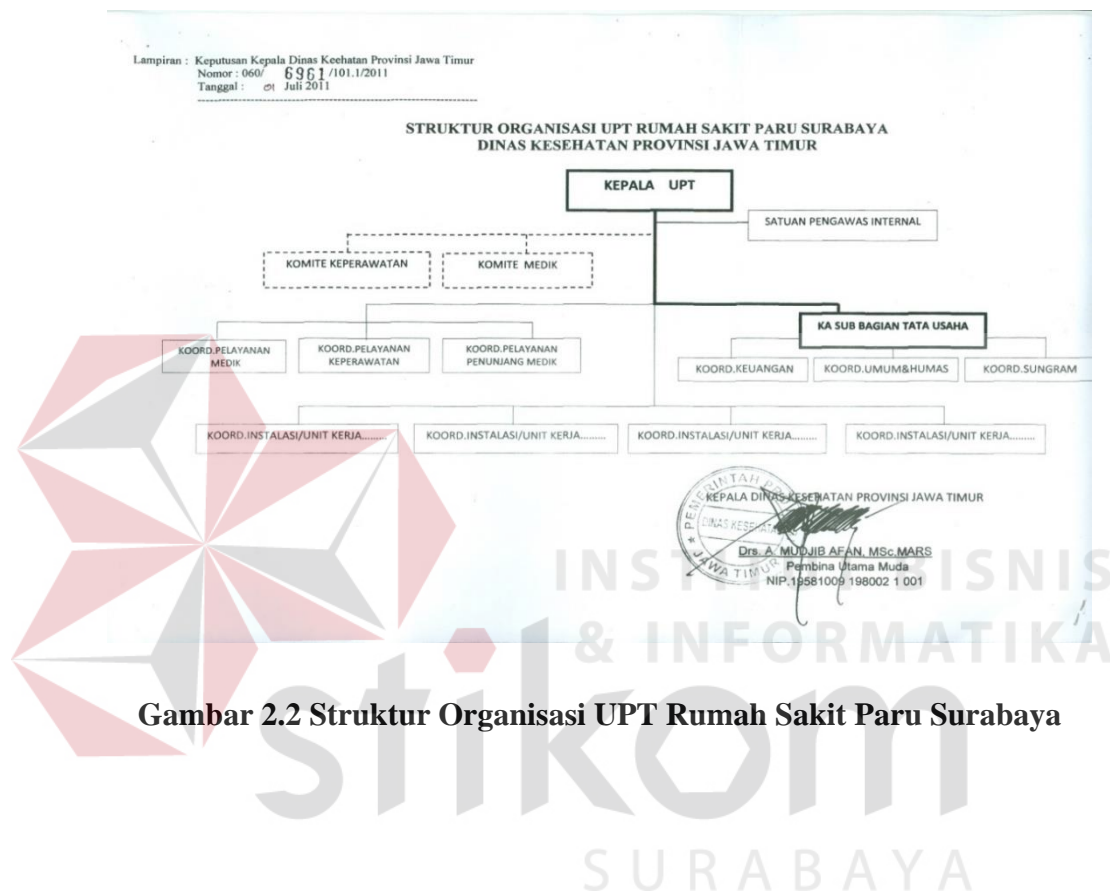 Lampiran : Keputusan Kepala Dinas Keehatan Provinsi Jawa Timur
Nomor : 060/ 6961 /101.1/2011
Tanggal : 01 Juli 2011
STRUKTUR ORGANISASI UPT RUMAH SAKIT PARU SURABAYA
DINAS KESEHATAN PROVINSI JAWA TIMUR
KEPALA UPT
SATUAN PENGAWAS INTERNAL
KOMITE KEPERAWATAN
KOMITE MEDIK
KA SUB BAGIAN TATA USAHA
KOORD.PELAYANAN
MEDIK
KOORD.PELAYANAN
KEPERAWATAN
KOORD.PELAYANAN
PENUNJANG MEDIK
KOORD.KEUANGAN
KOORD.UMUM&HUMAS
KOORD.SUNGRAM
KOORD.INSTALASI/UNIT KERJA.........
KOORD.INSTALASI/UNIT KERJA.........
KOORD.INSTALASI/UNIT KERJA.........
KOORD.INSTALASI/UNIT KERJA.........
KEPALA DINAS KESEHATAN PROVINSI JAWA TIMUR
PEMERINTAH
DINAS KESEHATAN
JAWA TIMUR
Drs. A. MUDJIB AFAN, MSc.MARS
Pembina Utama Muda
NIP.19581009 198002 1 001
INSTITUT BISNIS
& INFORMATIKA
stikom
SURABAYA
Gambar 2.2 Struktur Organisasi UPT Rumah Sakit Paru Surabaya